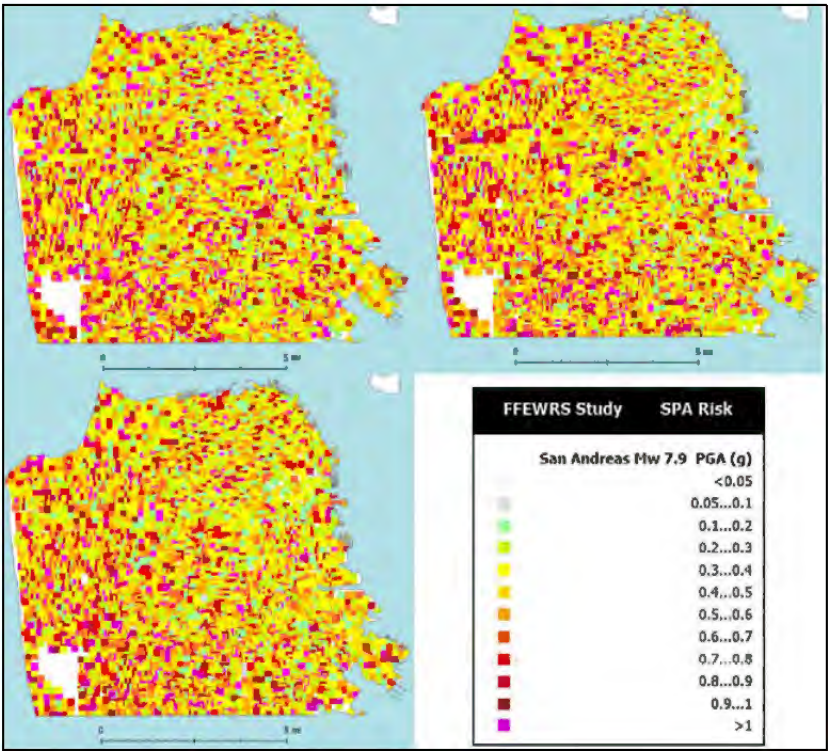 0 5 mi
0 5 mi
0 5 mi
FFEWRS Study SPA Risk
San Andreas Mw 7.9 PGA (g)
<0.05
0.05...0.1
0.1...0.2
0.2...0.3
0.3...0.4
0.4...0.5
0.5...0.6
0.6...0.7
0.7...0.8
0.8...0.9
0.9...1
>1